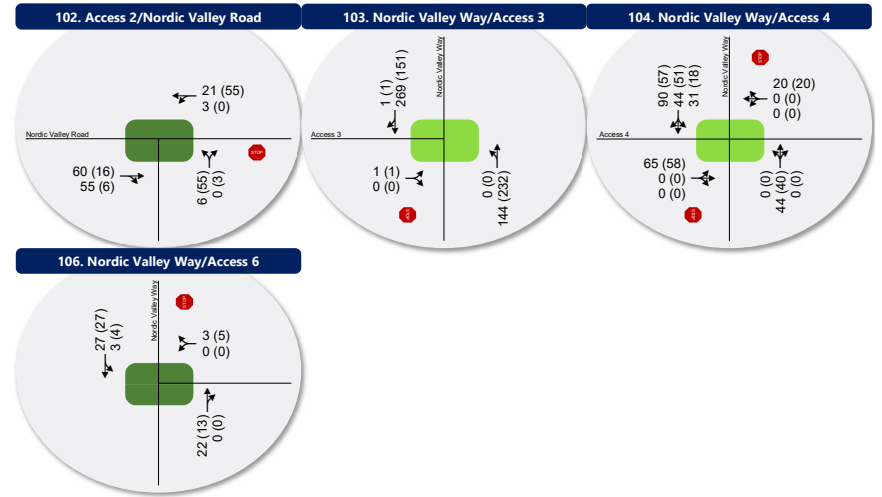 102. Access 2/Nordic Valley Road
21 (55)
3 (0)
Nordic Valley Road
STOP
60 (16)
55 (6)
6 (55)
0 (3)
103. Nordic Valley Way/Access 3
Nordic Valley Way
1 (1)
269 (151)
Access 3
1 (1)
0 (0)
0 (0)
144 (232)
STOP
104. Nordic Valley Way/Access 4
Nordic Valley Way
STOP
90 (57)
44 (51)
31 (18)
20 (20)
0 (0)
0 (0)
Access 4
65 (58)
0 (0)
0 (0)
0 (0)
44 (40)
0 (0)
STOP
106. Nordic Valley Way/Access 6
Nordic Valley Way
STOP
27 (27)
3 (4)
3 (5)
0 (0)
22 (13)
0 (0)